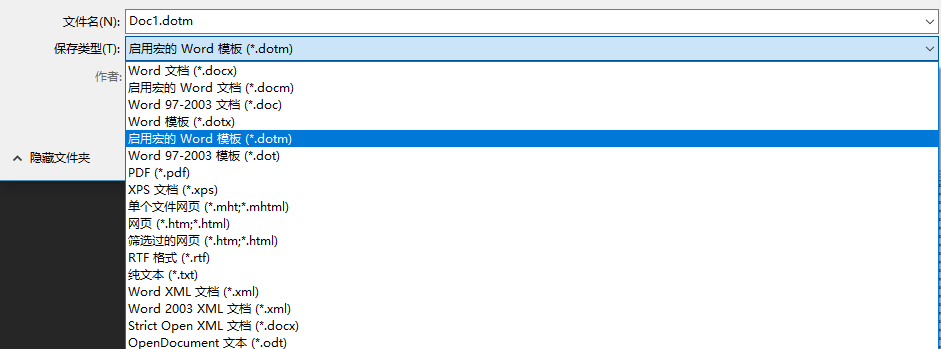 文件名(N): Doc1.dotm
保存类型(T): 启用宏的 Word 模板 (*.dotm)
作者:
Word 文档 (*.docx)
启用宏的 Word 文档 (*.docm)
Word 97-2003 文档 (*.doc)
Word 模板 (*.dotx)
启用宏的 Word 模板 (*.dotm)
Word 97-2003 模板 (*.dot)
隐藏文件夹
PDF (*.pdf)
XPS 文档 (*.xps)
单个文件网页 (*.mht;*.mhtml)
网页 (*.htm;*.html)
筛选过的网页 (*.htm;*.html)
RTF 格式 (*.rtf)
纯文本 (*.txt)
Word XML 文档 (*.xml)
Word 2003 XML 文档 (*.xml)
Strict Open XML 文档 (*.docx)
OpenDocument 文本 (*.odt)